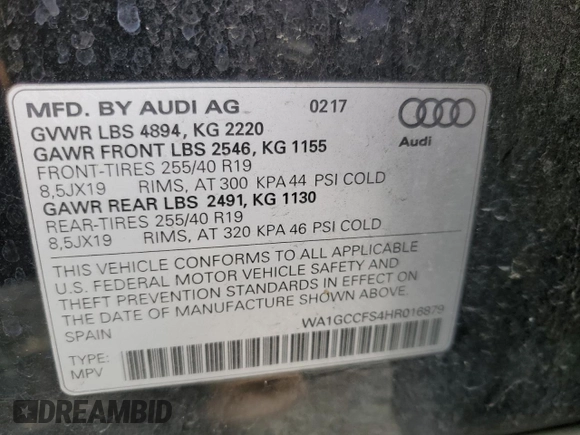 MFD. BY AUDI AG 0217
GVWR LBS 4894, KG 2220
GAWR FRONT LBS 2546, KG 1155
FRONT-TIRES 255/40 R19
8,5JX19 RIMS, AT 300 KPA 44 PSI COLD
GAWR REAR LBS 2491, KG 1130
REAR-TIRES 255/40 R19
8,5JX19 RIMS, AT 320 KPA 46 PSI COLD
Audi
THIS VEHICLE CONFORMS TO ALL APPLICABLE
U.S. FEDERAL MOTOR VEHICLE SAFETY AND
THEFT PREVENTION STANDARDS IN EFFECT ON
THE DATE OF MANUFACTURE SHOWN ABOVE.
SPAIN WA1GCCFS4HR016879
TYPE:
MPV
DREAMBID